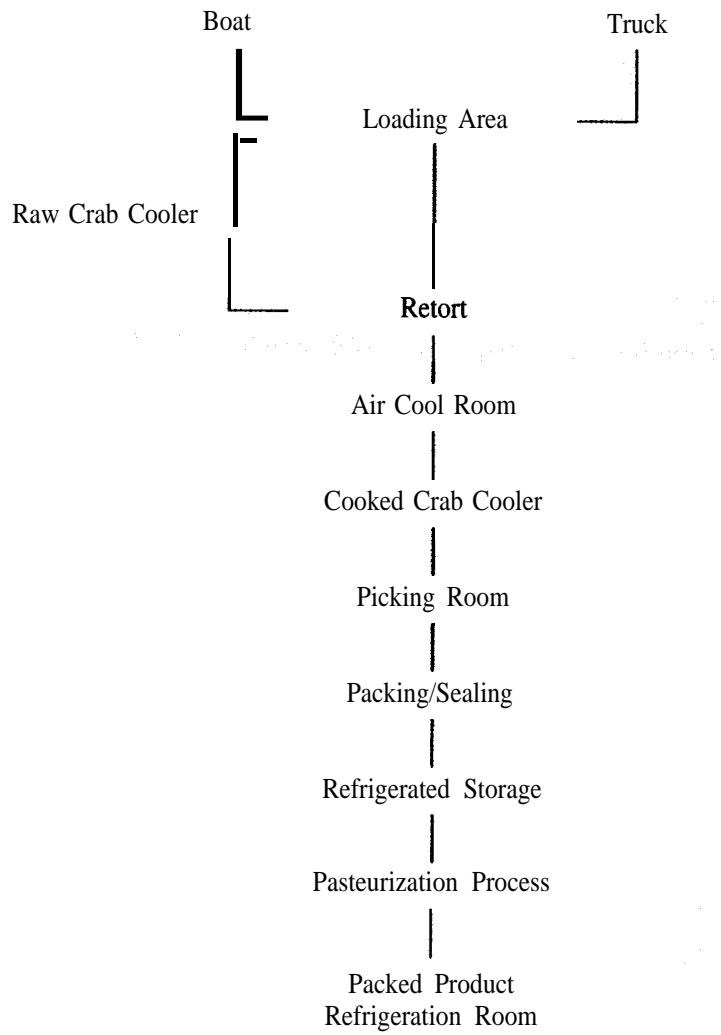 Boat
Truck
Loading Area
Raw Crab Cooler
Retort
Air Cool Room
Cooked Crab Cooler
Picking Room
Packing/Sealing
Refrigerated Storage
Pasteurization Process
Packed Product
Refrigeration Room